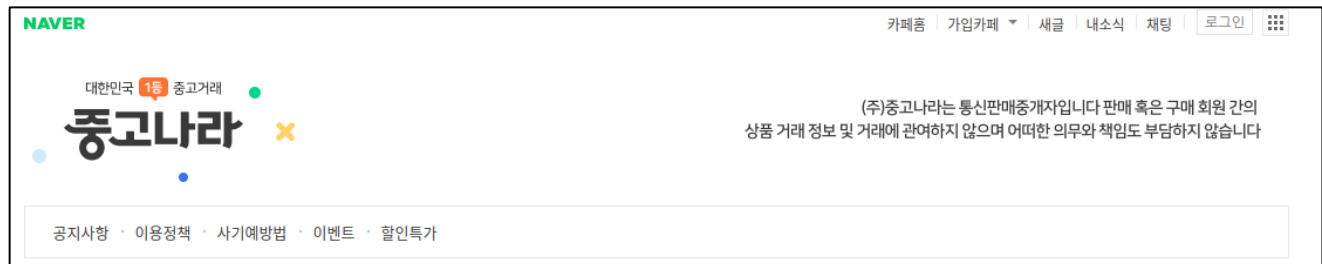 NAVER
카페홈 가입카페 새글 내소식 채팅 로그인
대한민국 1등 중고거래
중고나라
(주)중고나라는 통신판매중개자입니다 판매 혹은 구매 회원 간의
상품 거래 정보 및 거래에 관여하지 않으며 어떠한 의무와 책임도 부담하지 않습니다
공지사항 · 이용정책 · 사기예방법 · 이벤트 · 할인특가